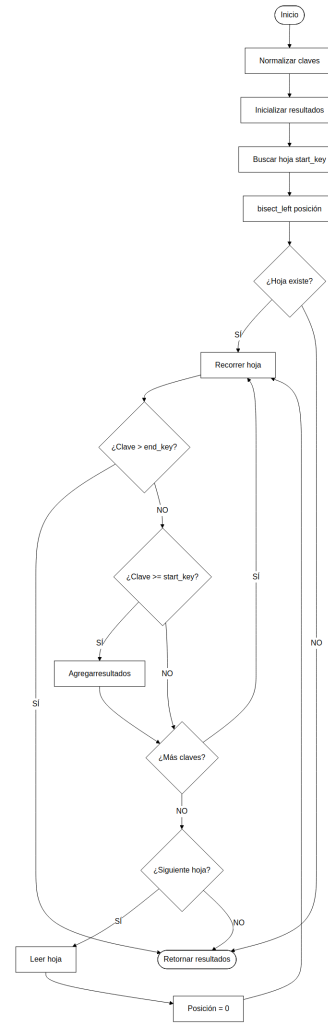 Inicio
Normalizar claves
Inicializar resultados
Buscar hoja start_key
bisect_left posición
¿Hoja existe?
SÍ
Recorrer hoja
¿Clave > end_key?
NO
¿Clave >= start_key?
SÍ
NO
SÍ
NO
Agregarresultados
SÍ
¿Más claves?
NO
¿Siguiente hoja?
SÍ
NO
Leer hoja
Retornar resultados
Posición = 0